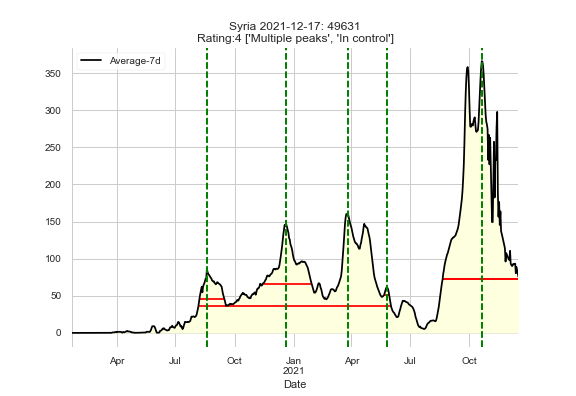 Syria 2021-12-17: 49631
Rating:4 ['Multiple peaks', 'In control']
Average-7d
350
300
250
200
150
100
50
0
Apr Jul Oct Jan Apr Jul Oct
2021
Date